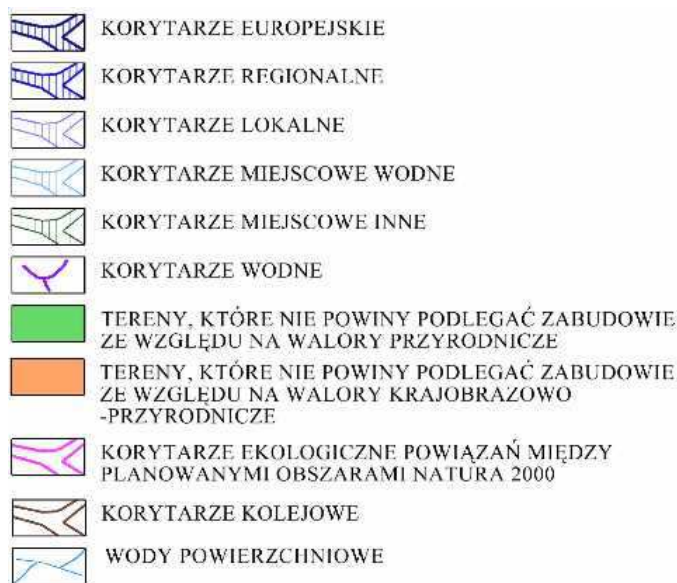 KORYTARZE EUROPEJSKIE
KORYTARZE REGIONALNE
KORYTARZE LOKALNE
KORYTARZE MIEJSCOWE WODNE
KORYTARZE MIEJSCOWE INNE
KORYTARZE WODNE
TERENY, KTÓRE NIE POWINY PODLEGAĆ ZABUDOWIE
ZE WZGLĘDU NA WALORY PRZYRODNICZE
TERENY, KTÓRE NIE POWINY PODLEGAĆ ZABUDOWIE
ZE WZGLĘDU NA WALORY KRAJOBRAZOWO
-PRZYRODNICZE
KORYTARZE EKOLOGICZNE POWIĄZAŃ MIĘDZY
PLANOWANYMI OBSZARAMI NATURA 2000
KORYTARZE KOLEJOWE
WODY POWIERZCHNIOWE